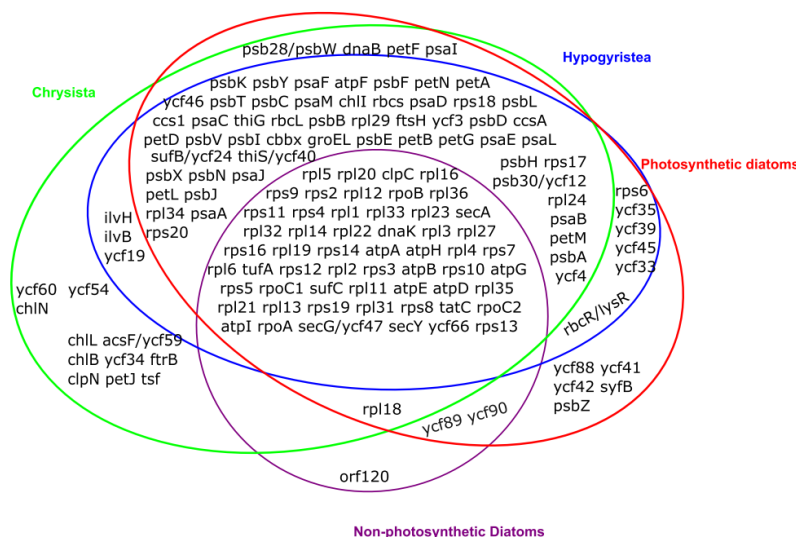 psb28/psbW dnaB petF psaI
Hypogyristea
Chrysista
psbK psbY psaF atpF psbF petN petA
ycf46 psbT psbC psaM chlI rbcs psaD rps18 psbL
ccs1 psaC thiG rbcL psbB rpl29 ftsH ycf3 psbD ccsA
petD psbV psbI cbbx groEL psbE petB petG psaE psaL
sufB/ycf24 thiS/ycf40
psbX psbN psaJ
petL psbJ
rpl34 psaA
rps20
psbH rps17
psb30/ycf12
rpl24
psaB
petM
psbA
ycf4
Photosynthetic diatoms
rps6
ycf35
ycf39
ycf45
ycf33
rpl5 rpl20 clpC rpl16
rps9 rps2 rpl12 rpoB rpl36
rps11 rps4 rpl1 rpl33 rpl23 secA
rpl32 rpl14 rpl22 dnaK rpl3 rpl27
rps16 rpl19 rps14 atpA atpH rpl4 rps7
rpl6 tufA rps12 rpl2 rps3 atpB rps10 atpG
rps5 rpoC1 sufC rpl11 atpE atpD rpl35
rpl21 rpl13 rps19 rpl31 rps8 tatC rpoC2
atpI rpoA secG/ycf47 secY ycf66 rps13
ilvH
ilvB
ycf19
ycf60 ycf54
chlN
chlL acsF/ycf59
chlB ycf34 ftrB
clpN petJ tsf
rbcR/lysR
ycf88 ycf41
ycf42 syfB
psbZ
rpl18
ycf89 ycf90
orf120
Non-photosynthetic Diatoms